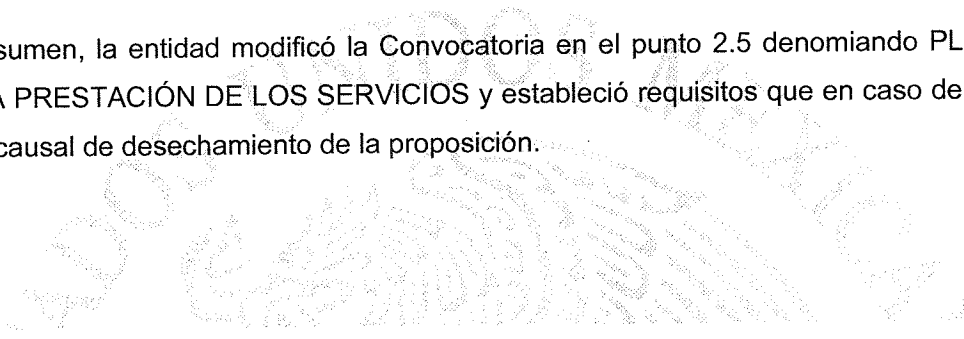 sumen, la entidad modificó la Convocatoria en el punto 2.5 denomiando PL
PRESTACIÓN DE LOS SERVICIOS y estableció requisitos que en caso de
causal de desechamiento de la proposición.